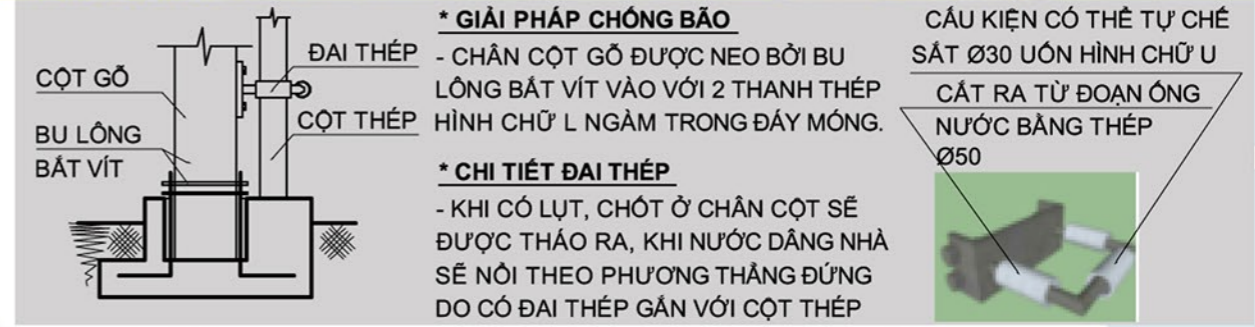 CỘT GỖ
BU LÔNG
BẮT VÍT
ĐAI THÉP
CỘT THÉP
* GIẢI PHÁP CHỐNG BÃO
- CHÂN CỘT GỖ ĐƯỢC NEO BỞI BU
LÔNG BẮT VÍT VÀO VỚI 2 THANH THÉP
HÌNH CHỮ L NGÀM TRONG ĐÁY MÓNG.
* CHI TIẾT ĐAI THÉP
- KHI CÓ LỤT, CHỐT Ở CHÂN CỘT SẼ
ĐƯỢC THÁO RA, KHI NƯỚC DÂNG NHÀ
SẼ NỔI THEO PHƯƠNG THẲNG ĐỨNG
DO CÓ ĐAI THÉP GẮN VỚI CỘT THÉP
CẤU KIỆN CÓ THỂ TỰ CHẾ
SẮT Ø30 UỐN HÌNH CHỮ U
CẮT RA TỪ ĐOẠN ỐNG
NƯỚC BẰNG THÉP
Ø50